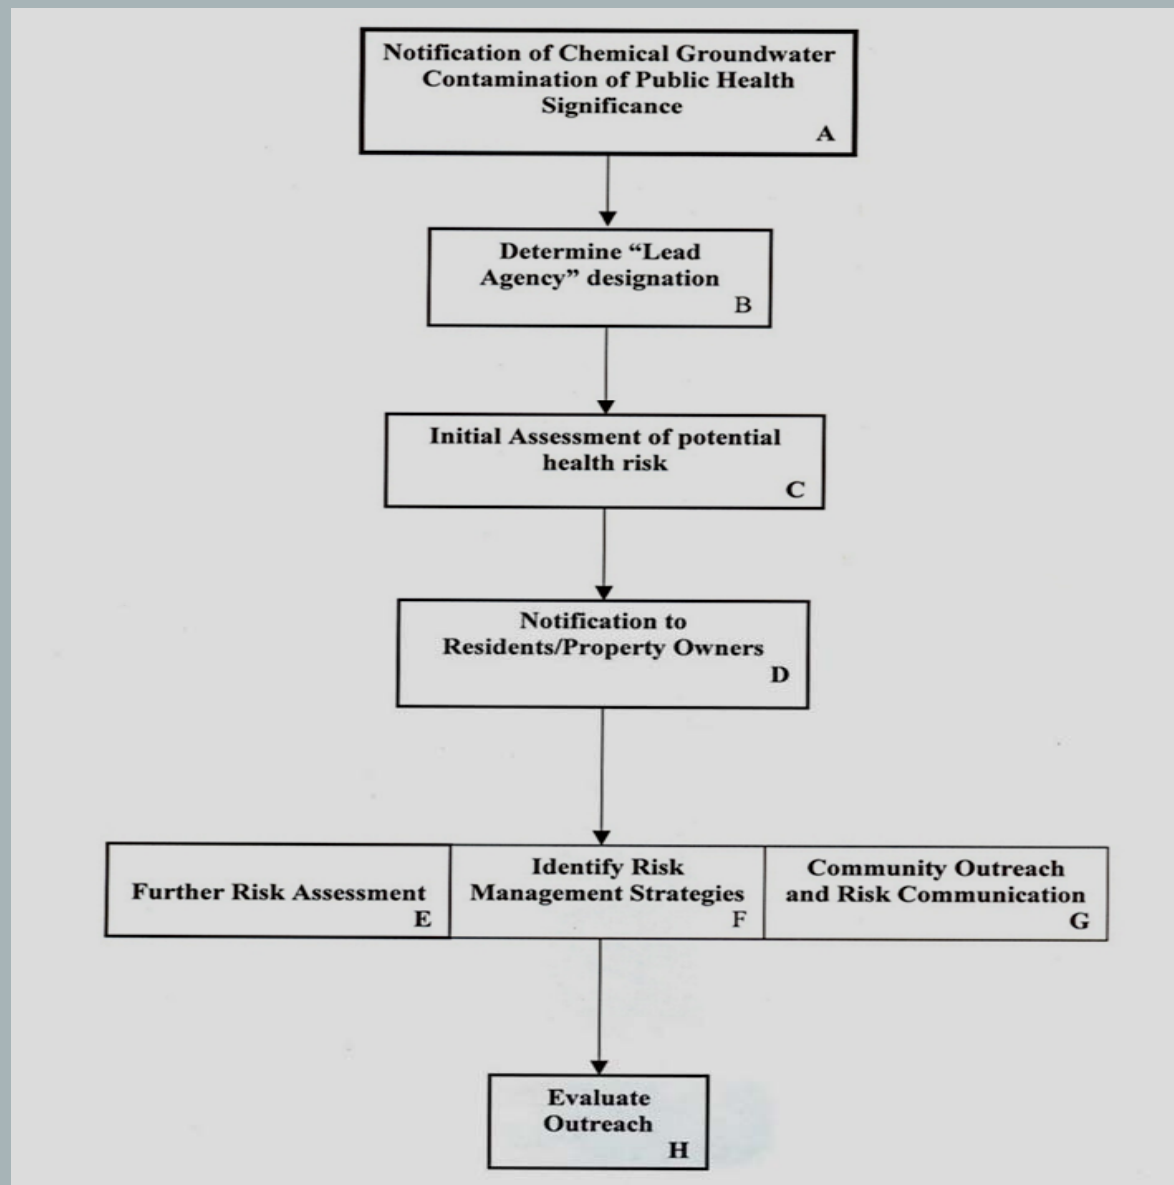 Notification of Chemical Groundwater
Contamination of Public Health
Significance
A
Determine “Lead
Agency” designation
B
Initial Assessment of potential
health risk
C
Notification to
Residents/Property Owners
D
Further Risk Assessment
E
Identify Risk
Management Strategies
F
Community Outreach
and Risk Communication
G
Evaluate
Outreach
H